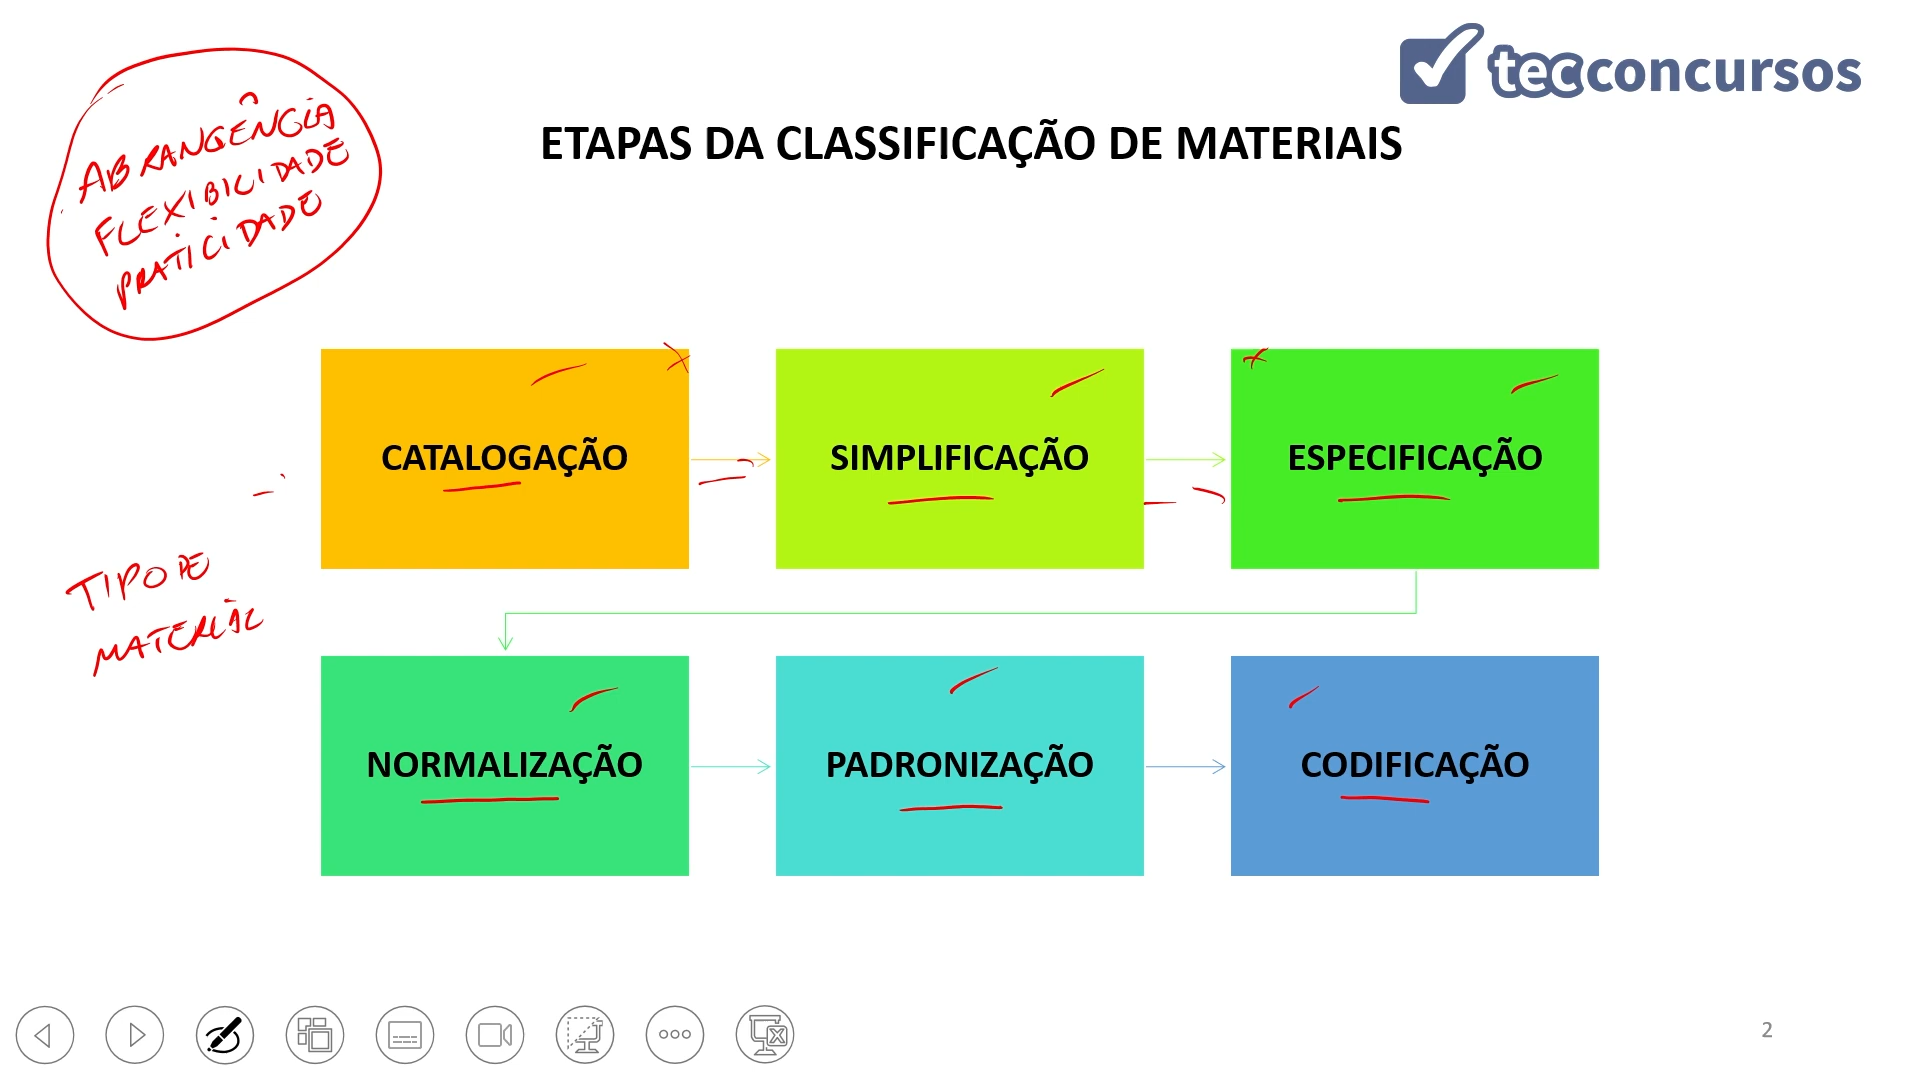 tecconcursos
ETAPAS DA CLASSIFICAÇÃO DE MATERIAIS
ABRANGÊNCIA
FLEXIBILIDADE
PRATICIDADE
CATALOGAÇÃO
SIMPLIFICAÇÃO
ESPECIFICAÇÃO
TIPO DE
MATERIAL
NORMALIZAÇÃO
PADRONIZAÇÃO
CODIFICAÇÃO
2